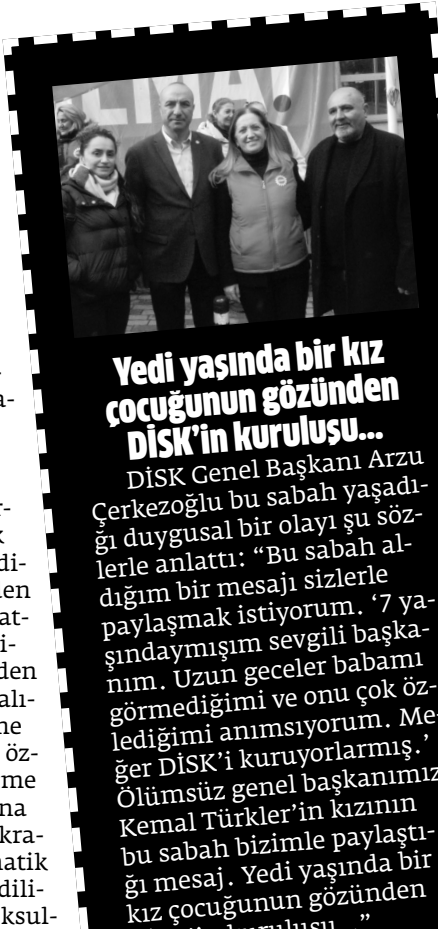 Yedi yaşında bir kız
çocuğunun gözünden
DİSK'in kuruluşu...
DİSK Genel Başkanı Arzu
Çerkezoğlu bu sabah yaşadı-
ğı duygusal bir olayı şu söz-
lerle anlattı: “Bu sabah al-
dığım bir mesajı sizlerle
paylaşmak istiyorum. ‘7 ya-
şındaymışım sevgili başka-
nım. Uzun geceler babamı
görmediğimi ve onu çok öz-
lediğimi anımsıyorum. Me-
ğer DİSK’i kuruyorlarmış.’
Ölümsüz genel başkanımız
Kemal Türkler’in kızının
bu sabah bizimle paylaştı-
ğı mesaj. Yedi yaşında bir
kız çocuğunun gözünden
kuruluşu...”